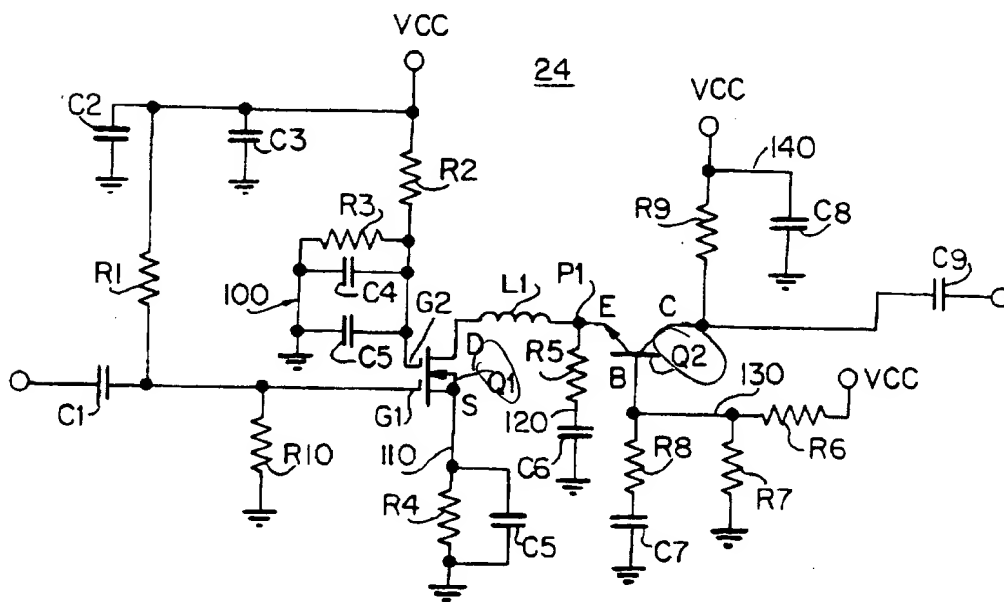 VCC
24
C2
C3
VCC
R2
140
R3
R9
C8
C9
R1
100
C4
L1
P1
E
C
C5
G2
D
Q1
R5
B
Q2
130
VCC
C1
G1
S
120
R6
R10
110
C6
R8
R7
R4
C5
C7